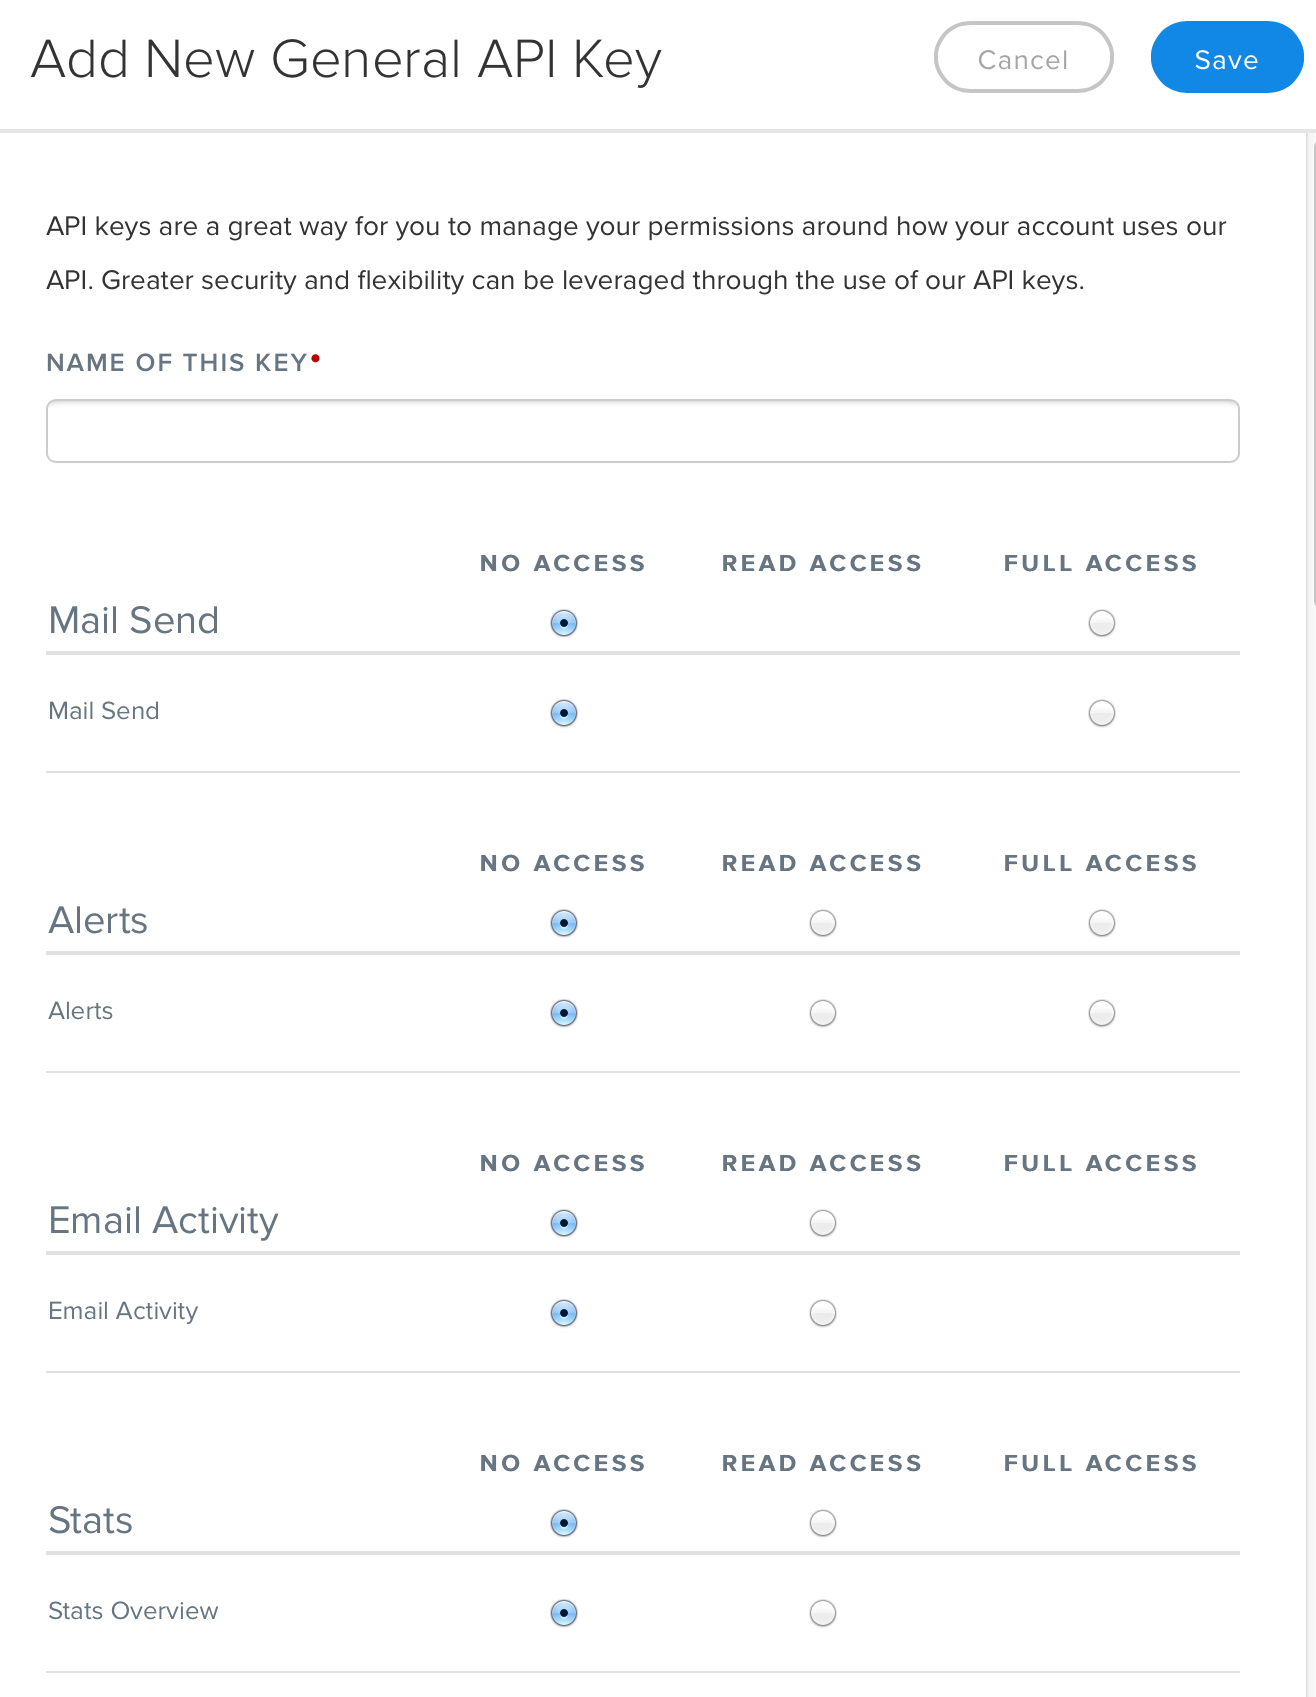 Add New General API Key
Cancel
Save
API keys are a great way for you to manage your permissions around how your account uses our
API. Greater security and flexibility can be leveraged through the use of our API keys.
NAME OF THIS KEY•
NO ACCESS READ ACCESS FULL ACCESS
Mail Send
Mail Send
NO ACCESS READ ACCESS FULL ACCESS
Alerts
Alerts
NO ACCESS READ ACCESS FULL ACCESS
Email Activity
Email Activity
NO ACCESS READ ACCESS FULL ACCESS
Stats
Stats Overview